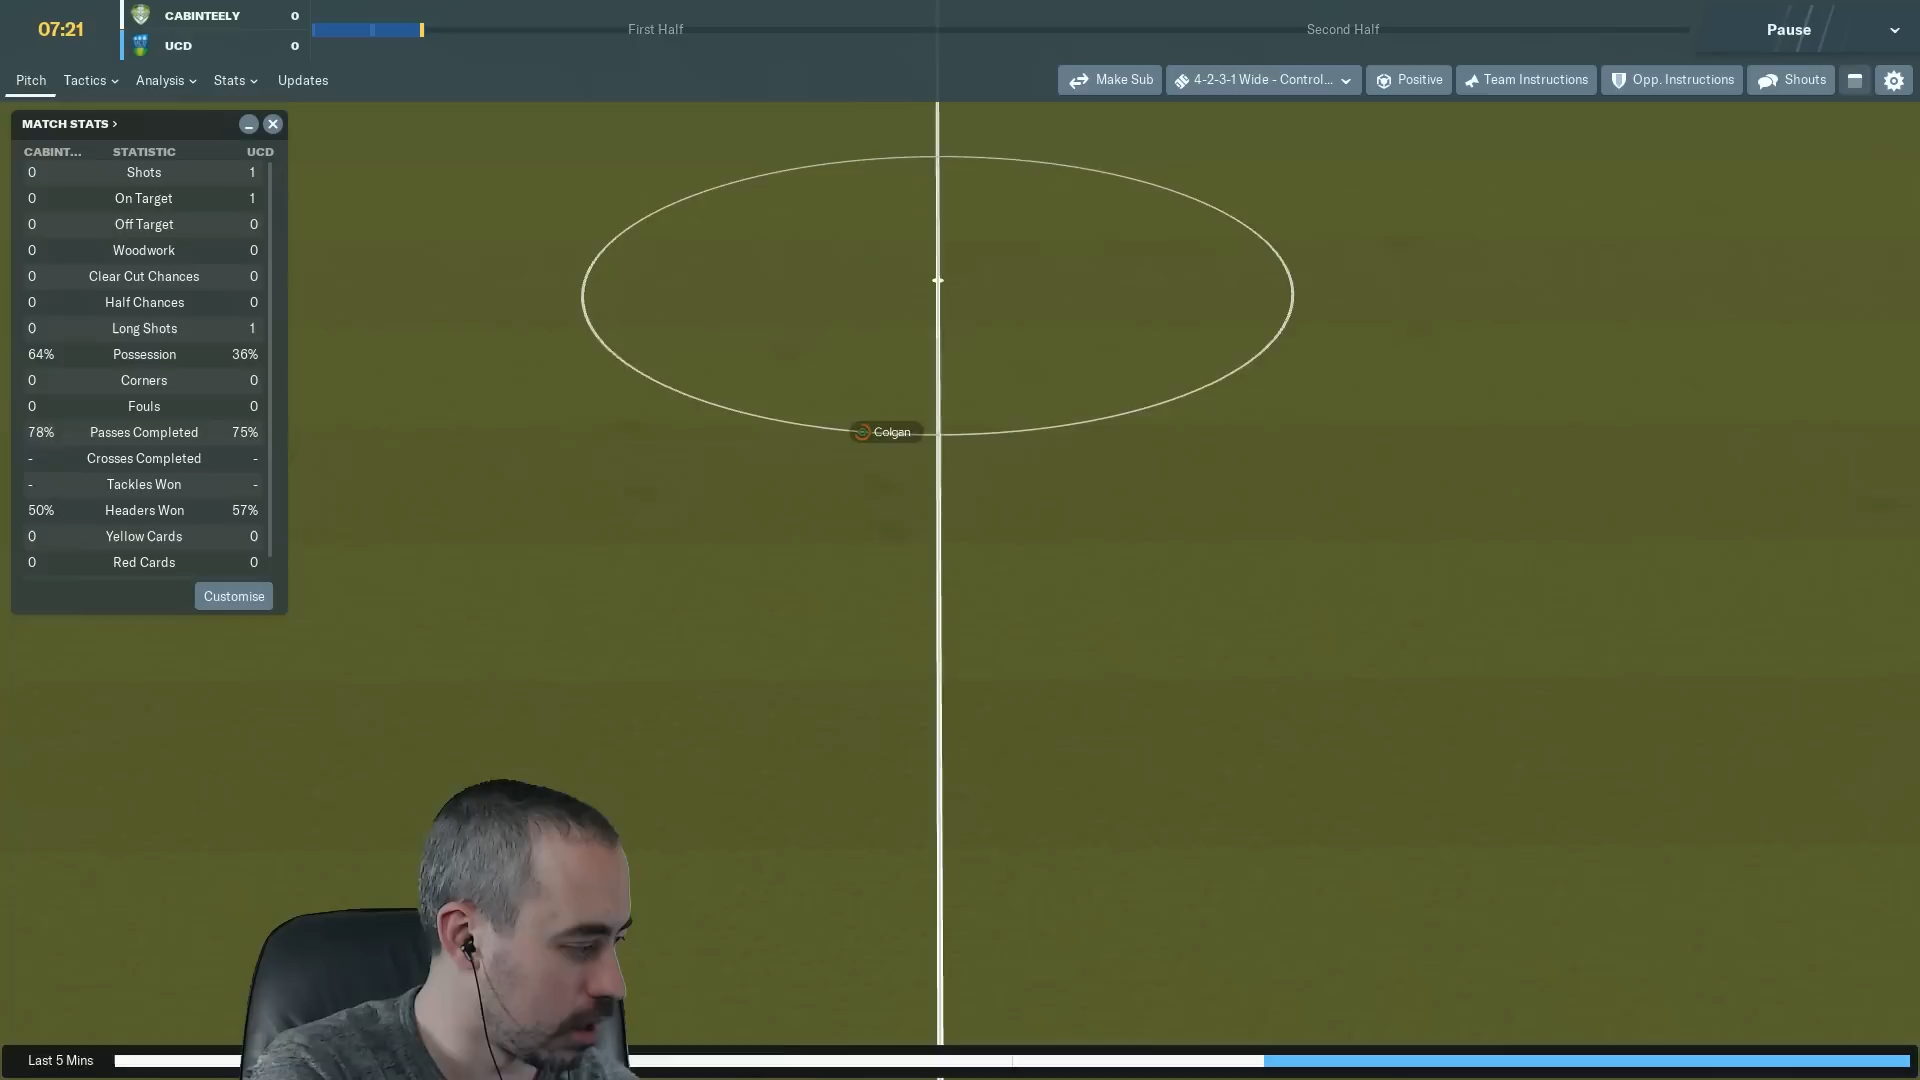 07:21
CABINTEELY 0
UCD 0
First Half
Second Half
Pause
Pitch Tactics Analysis Stats Updates
Make Sub 4-2-3-1 Wide - Control... Positive Team Instructions Opp. Instructions Shouts
MATCH STATS >
CABINT... STATISTIC UCD
0 Shots 1
0 On Target 1
0 Off Target 0
0 Woodwork 0
0 Clear Cut Chances 0
0 Half Chances 0
0 Long Shots 1
64% Possession 36%
0 Corners 0
0 Fouls 0
78% Passes Completed 75%
- Crosses Completed -
- Tackles Won -
50% Headers Won 57%
0 Yellow Cards 0
0 Red Cards 0
Customise
Colgan
Last 5 Mins